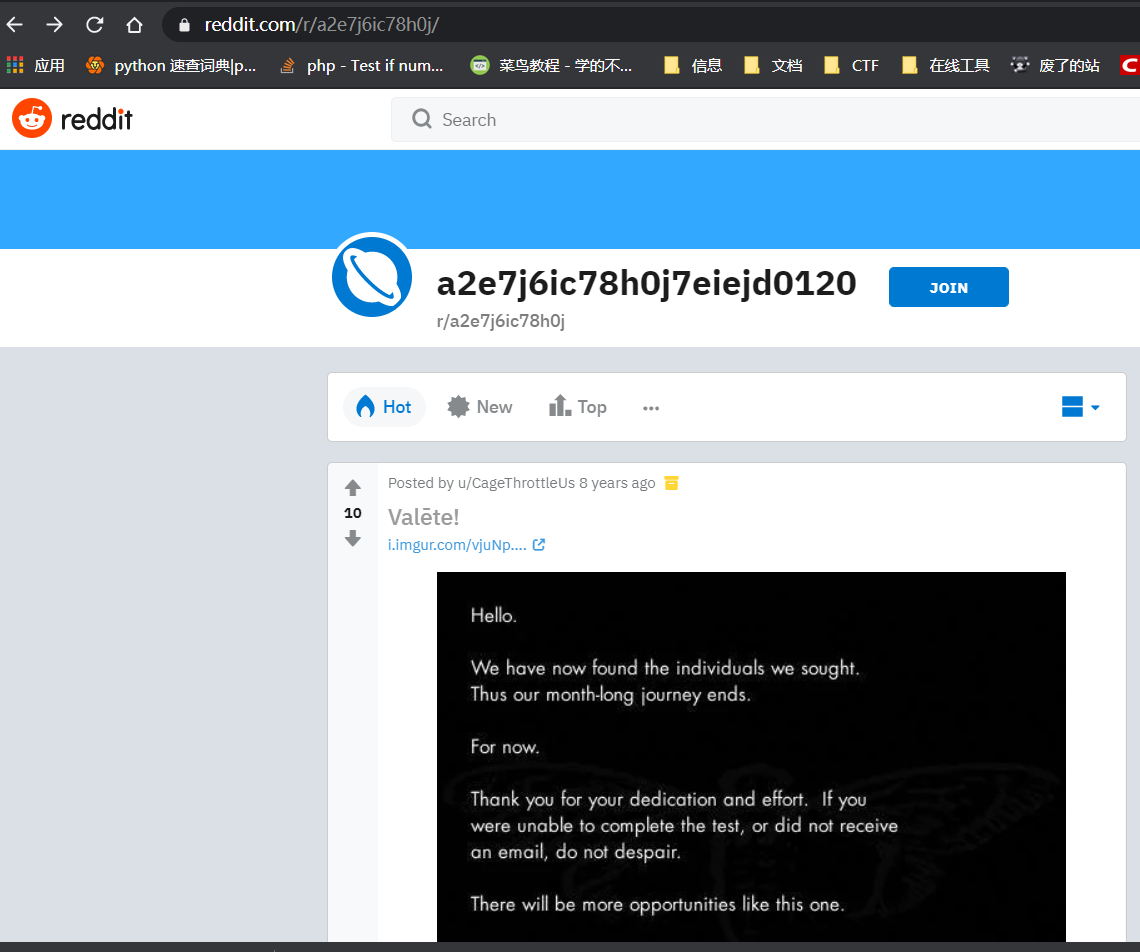 reddit.com/r/a2e7j6ic78h0j/
应用 python 速查词典|p... php - Test if num... 菜鸟教程 - 学的不... 信息 文档 CTF 在线工具 废了的站 C
reddit Search
a2e7j6ic78h0j7eiejd0120 JOIN
r/a2e7j6ic78h0j
Hot New Top ...
Posted by u/CageThrottleUs 8 years ago
10
Valēte!
i.imgur.com/vjuNp....
Hello.
We have now found the individuals we sought.
Thus our month-long journey ends.
For now.
Thank you for your dedication and effort. If you
were unable to complete the test, or did not receive
an email, do not despair.
There will be more opportunities like this one.